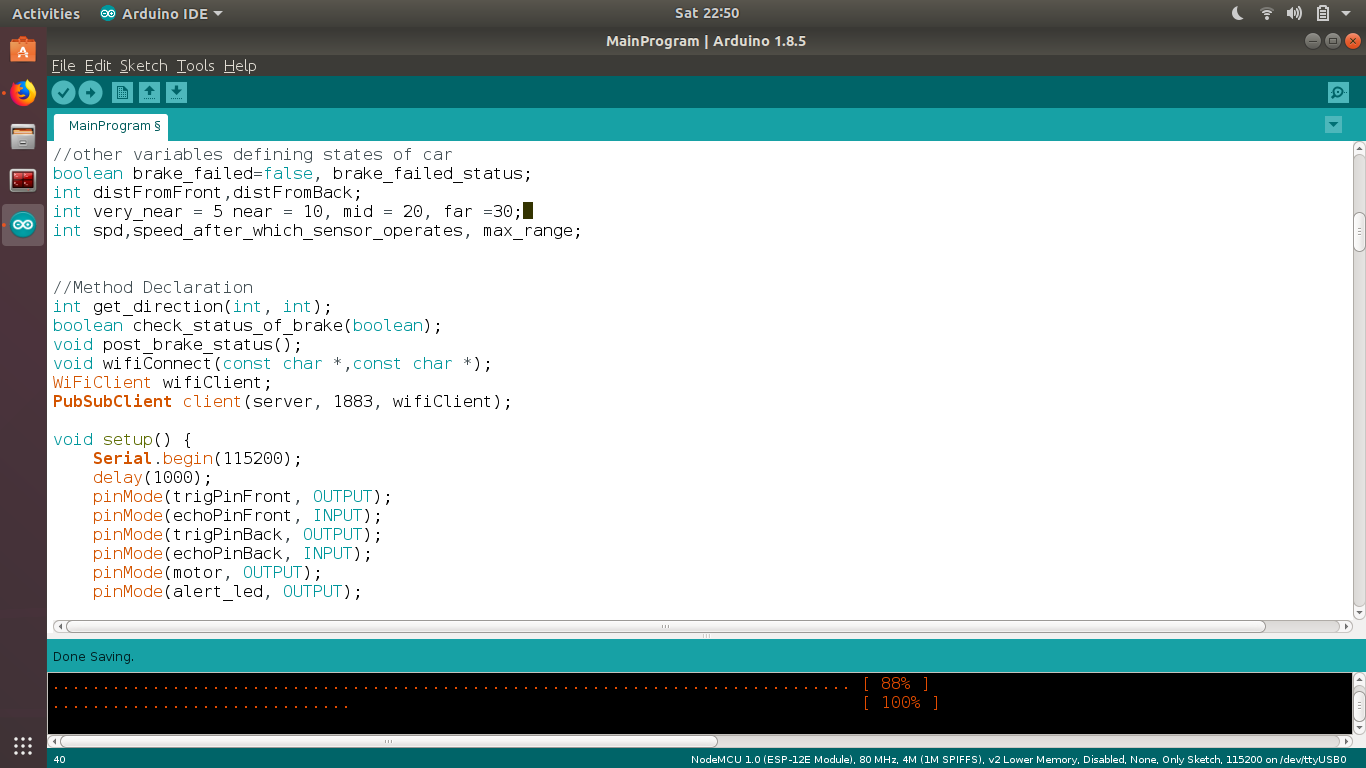 Activities Arduino IDE Sat 22:50
MainProgram | Arduino 1.8.5
File Edit Sketch Tools Help
MainProgram §
//other variables defining states of car
boolean brake_failed=false, brake_failed_status;
int distFromFront,distFromBack;
int very_near = 5 near = 10, mid = 20, far =30;
int spd,speed_after_which_sensor_operates, max_range;
//Method Declaration
int get_direction(int, int);
boolean check_status_of_brake(boolean);
void post_brake_status();
void wifiConnect(const char *,const char *);
WiFiClient wifiClient;
PubSubClient client(server, 1883, wifiClient);
void setup() {
Serial.begin(115200);
delay(1000);
pinMode(trigPinFront, OUTPUT);
pinMode(echoPinFront, INPUT);
pinMode(trigPinBack, OUTPUT);
pinMode(echoPinBack, INPUT);
pinMode(motor, OUTPUT);
pinMode(alert_led, OUTPUT);
Done Saving.
................................................................................ [ 88% ]
.............................. [ 100% ]
40 NodeMCU 1.0 (ESP-12E Module), 80 MHz, 4M (1M SPIFFS), v2 Lower Memory, Disabled, None, Only Sketch, 115200 on /dev/ttyUSB0